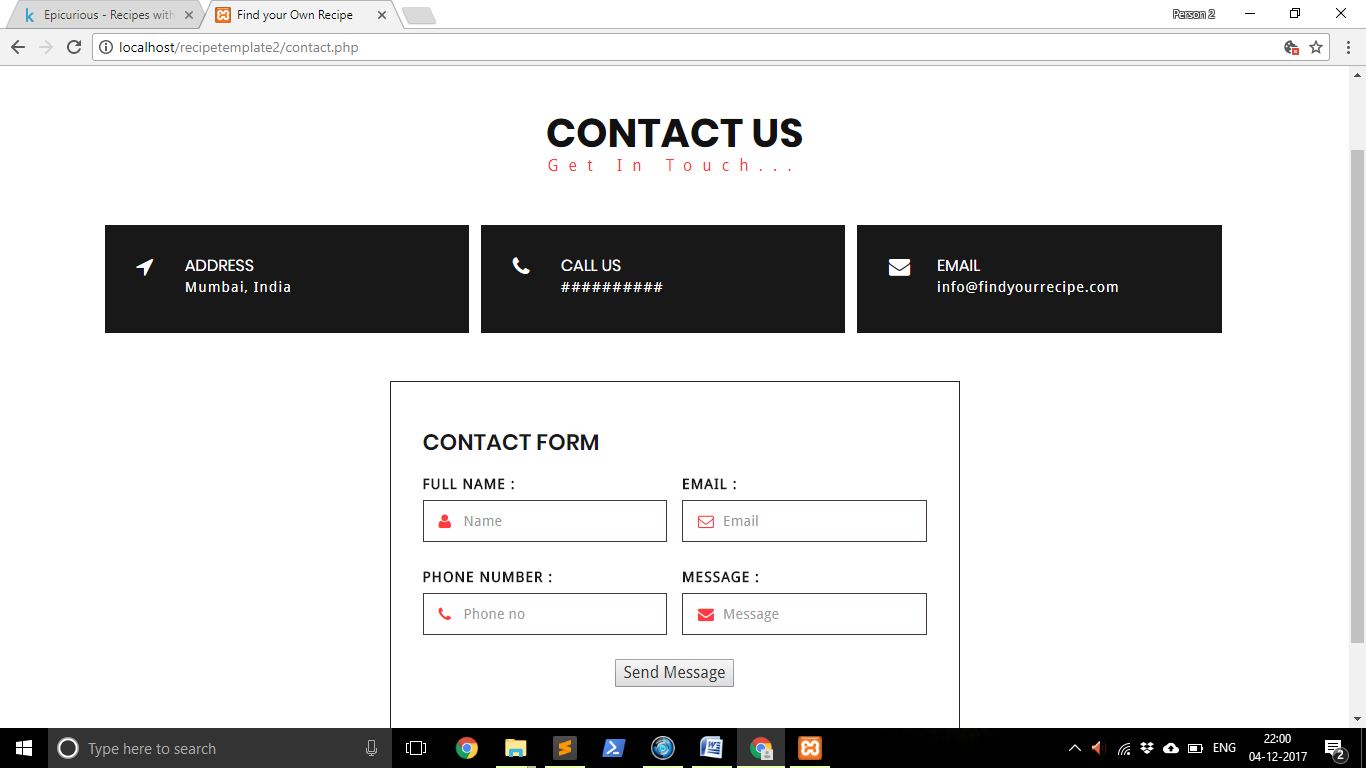 Epicurious - Recipes with
Find your Own Recipe
Person 2
localhost/recipetemplate2/contact.php
CONTACT US
Get In Touch...
ADDRESS
Mumbai, India
CALL US
##########
EMAIL
info@findyourrecipe.com
CONTACT FORM
FULL NAME :
EMAIL :
Name
Email
PHONE NUMBER :
MESSAGE :
Phone no
Message
Send Message
Type here to search
ENG
22:00
04-12-2017
2